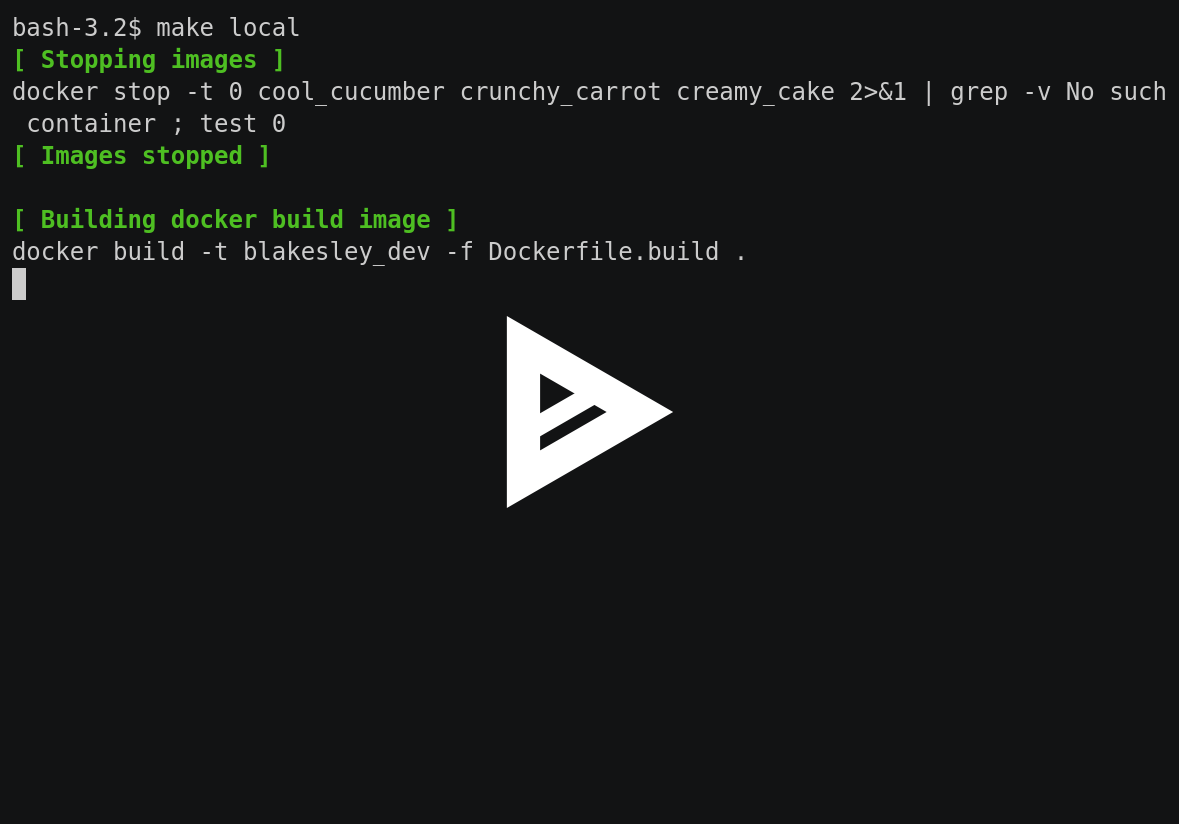 bash-3.2$ make local
[ Stopping images ]
docker stop -t 0 cool_cucumber crunchy_carrot creamy_cake 2>&1 | grep -v No such
 container ; test 0
[ Images stopped ]
[ Building docker build image ]
docker build -t blakesley_dev -f Dockerfile.build .